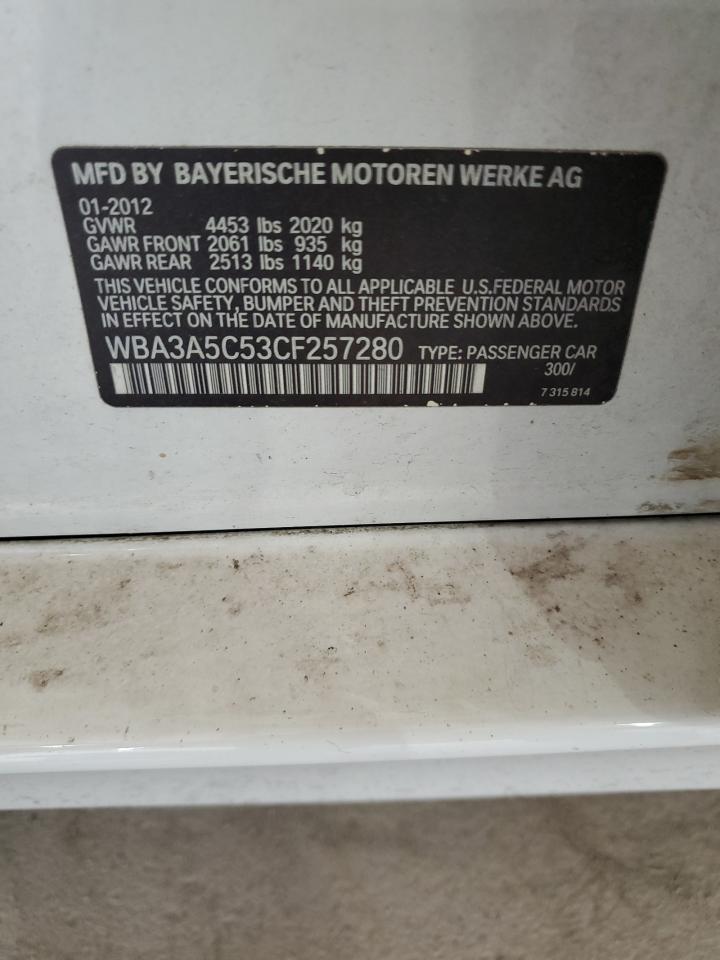 MFD BY BAYERISCHE MOTOREN WERKE AG
01-2012
GVWR 4453 lbs 2020 kg
GAWR FRONT 2061 lbs 935 kg
GAWR REAR 2513 lbs 1140 kg
THIS VEHICLE CONFORMS TO ALL APPLICABLE U.S.FEDERAL MOTOR
VEHICLE SAFETY, BUMPER AND THEFT PREVENTION STANDARDS
IN EFFECT ON THE DATE OF MANUFACTURE SHOWN ABOVE.
WBA3A5C53CF257280 TYPE: PASSENGER CAR
300/
7 315 814